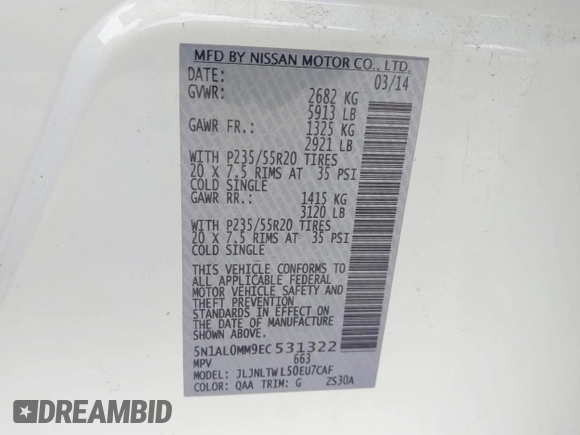 MFD BY NISSAN MOTOR CO., LTD.
DATE: 03/14
GVWR: 2682 KG
5913 LB
GAWR FR.: 1325 KG
2921 LB
WITH P235/55R20 TIRES
20 X 7.5 RIMS AT 35 PSI
COLD SINGLE
GAWR RR.: 1415 KG
3120 LB
WITH P235/55R20 TIRES
20 X 7.5 RIMS AT 35 PSI
COLD SINGLE
THIS VEHICLE CONFORMS TO
ALL APPLICABLE FEDERAL
MOTOR VEHICLE SAFETY AND
THEFT PREVENTION
STANDARDS IN EFFECT ON
THE DATE OF MANUFACTURE
SHOWN ABOVE.
5N1AL0MM9EC531322
MPV 663
MODEL: JLJNLTWL50EU7CAF
COLOR: QAA TRIM: G ZS30A
RideSafely